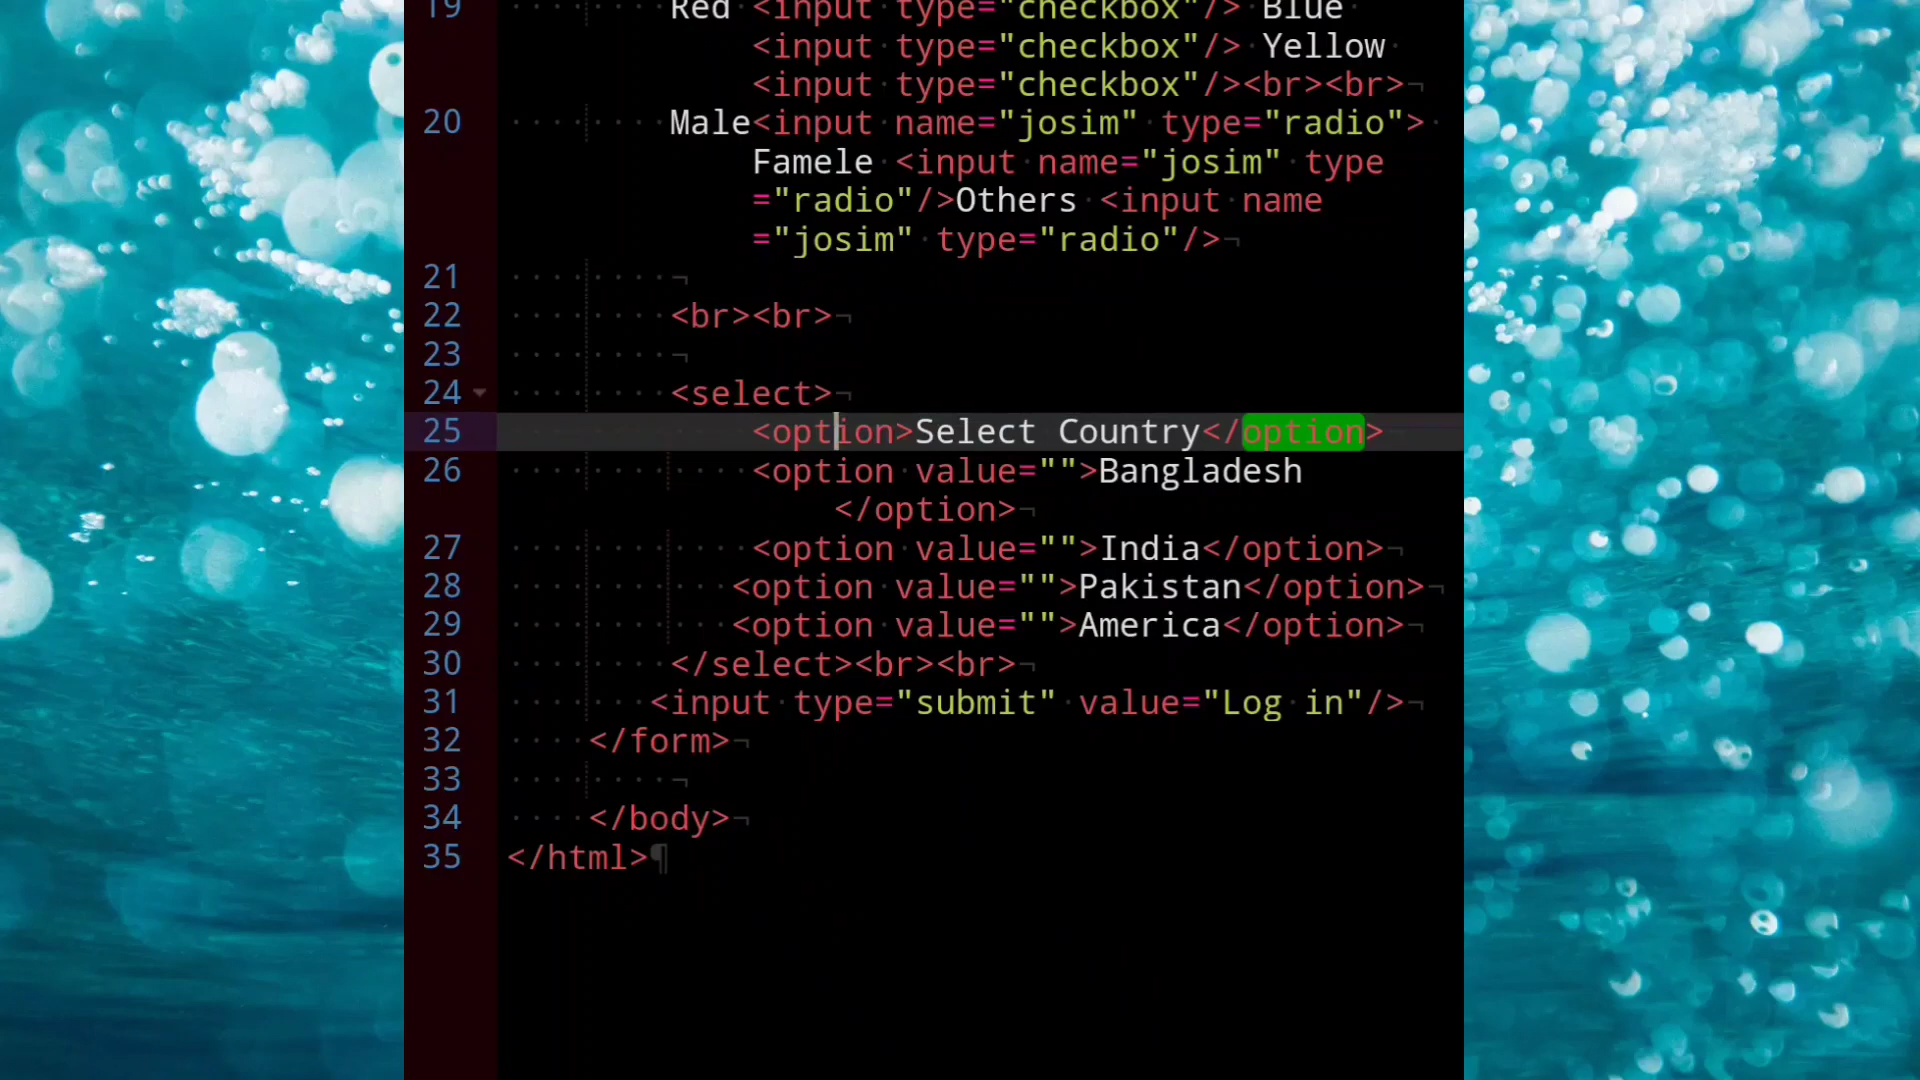 19 Red <input type="checkbox"/> Blue
<input type="checkbox"/> Yellow
<input type="checkbox"/><br><br>¬
20 Male<input name="josim" type="radio">
Famele <input name="josim" type
="radio"/>Others <input name
="josim" type="radio"/>¬
21 ¬
22 <br><br>¬
23 ¬
24 <select>¬
25 <option>Select Country</option>¬
26 <option value="">Bangladesh
</option>¬
27 <option value="">India</option>¬
28 <option value="">Pakistan</option>¬
29 <option value="">America</option>¬
30 </select><br><br>¬
31 <input type="submit" value="Log in"/>¬
32 </form>¬
33 ¬
34 </body>¬
35 </html>¶